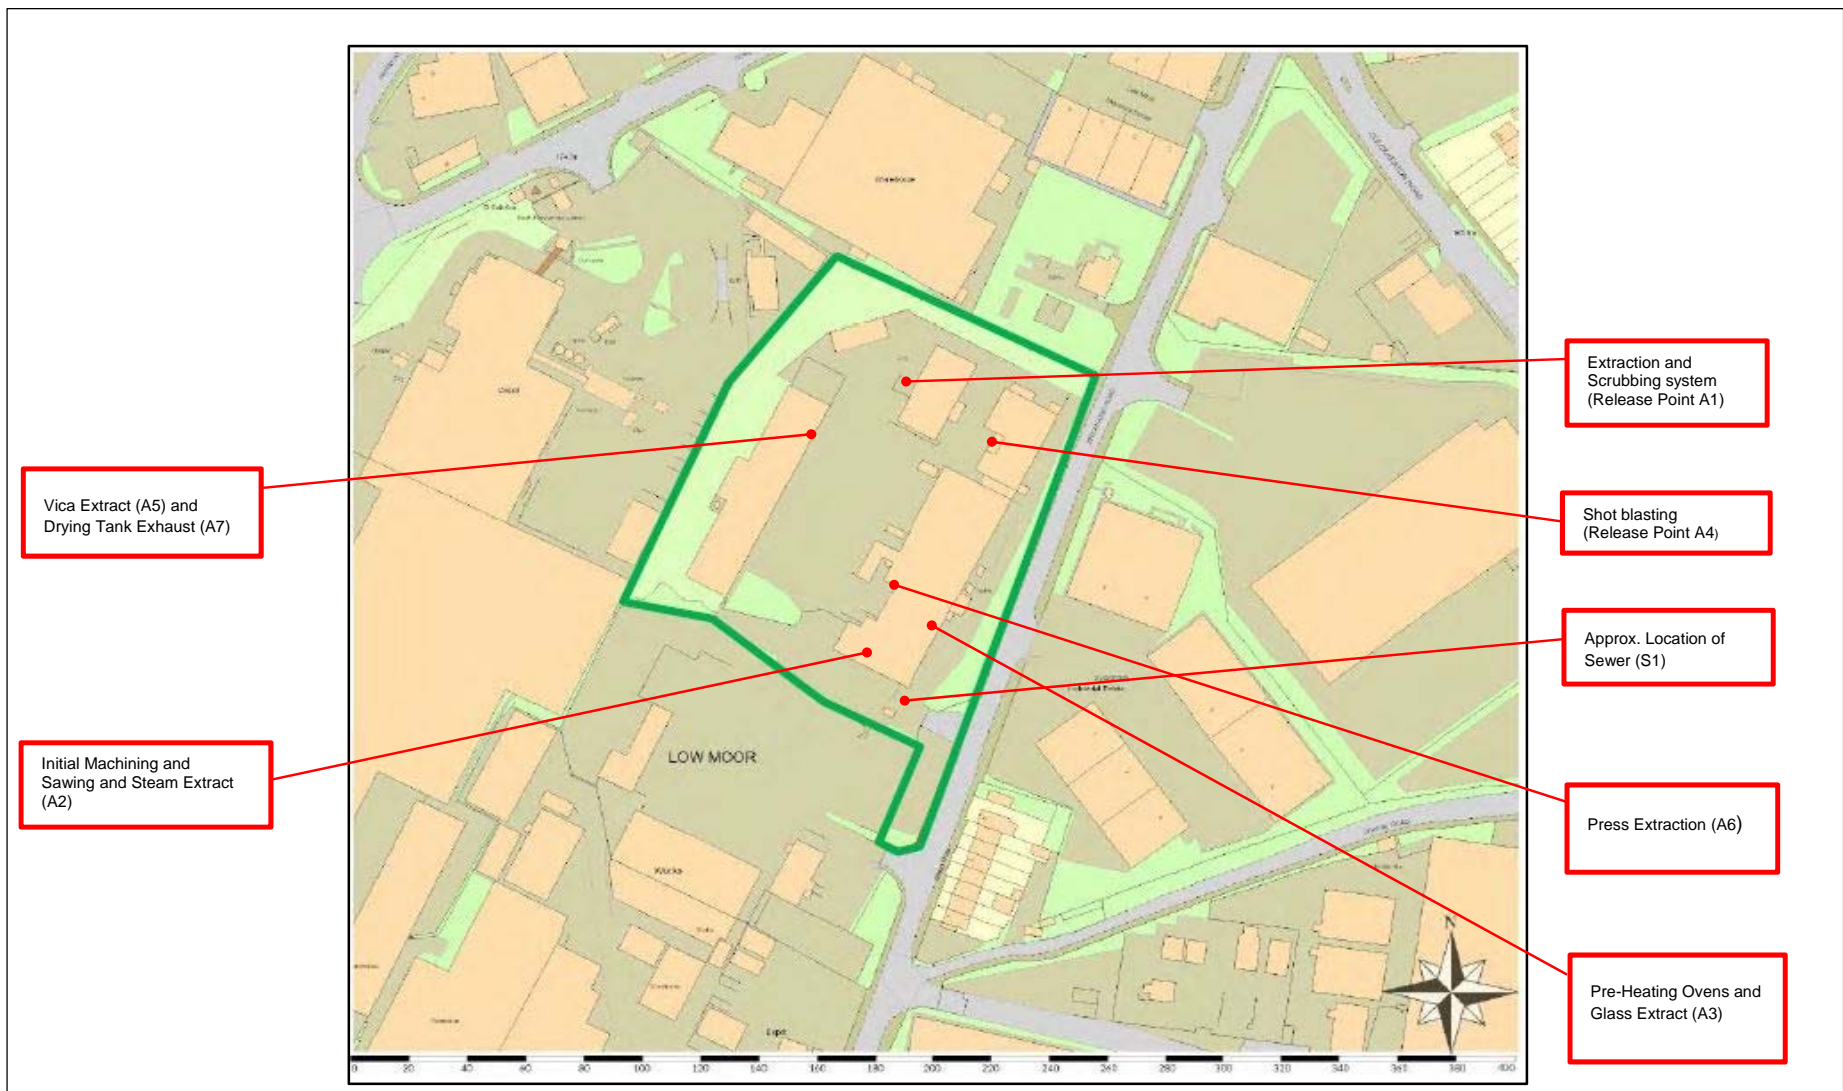 Extraction and
Scrubbing system
(Release Point A1)
Vica Extract (A5) and
Drying Tank Exhaust (A7)
Shot blasting
(Release Point A4)
Approx. Location of
Sewer (S1)
Initial Machining and
Sawing and Steam Extract
(A2)
LOW MOOR
Press Extraction (A6)
Pre-Heating Ovens and
Glass Extract (A3)
Works
Depot
N
0 20 40 60 80 100 120 140 160 180 200 220 240 260 280 300 320 340 360 380 400